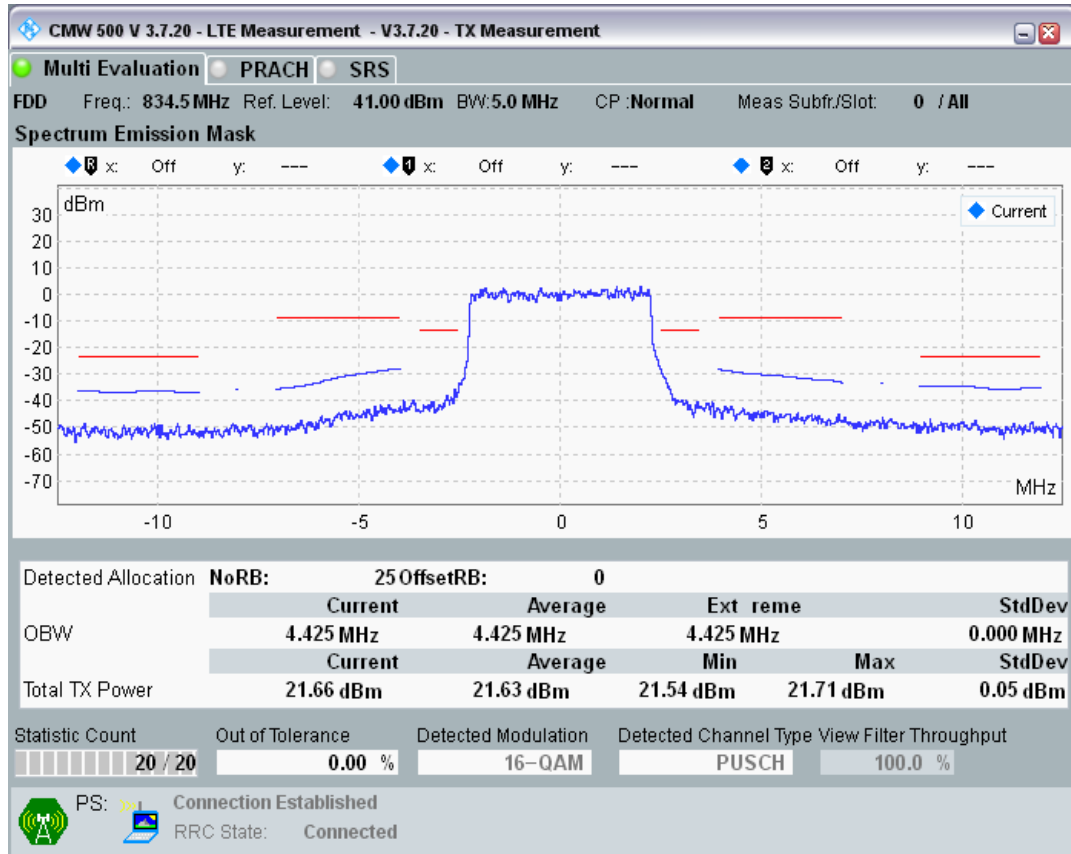 CMW 500 V 3.7.20 - LTE Measurement - V3.7.20 - TX Measurement
Multi Evaluation PRACH SRS
FDD Freq.: 834.5 MHz Ref. Level: 41.00 dBm BW:5.0 MHz CP :Normal Meas Subfr./Slot: 0 / All
Spectrum Emission Mask
R x: Off y: --- 1 x: Off y: --- 2 x: Off y: ---
dBm
Current
30
20
10
0
-10
-20
-30
-40
-50
-60
-70
MHz
-10 -5 0 5 10
Detected Allocation NoRB: 25 OffsetRB: 0
Current Average Ext reme StdDev
OBW 4.425 MHz 4.425 MHz 4.425 MHz 0.000 MHz
Current Average Min Max StdDev
Total TX Power 21.66 dBm 21.63 dBm 21.54 dBm 21.71 dBm 0.05 dBm
Statistic Count Out of Tolerance Detected Modulation Detected Channel Type View Filter Throughput
20 / 20 0.00 % 16-QAM PUSCH 100.0 %
PS: Connection Established
RRC State: Connected